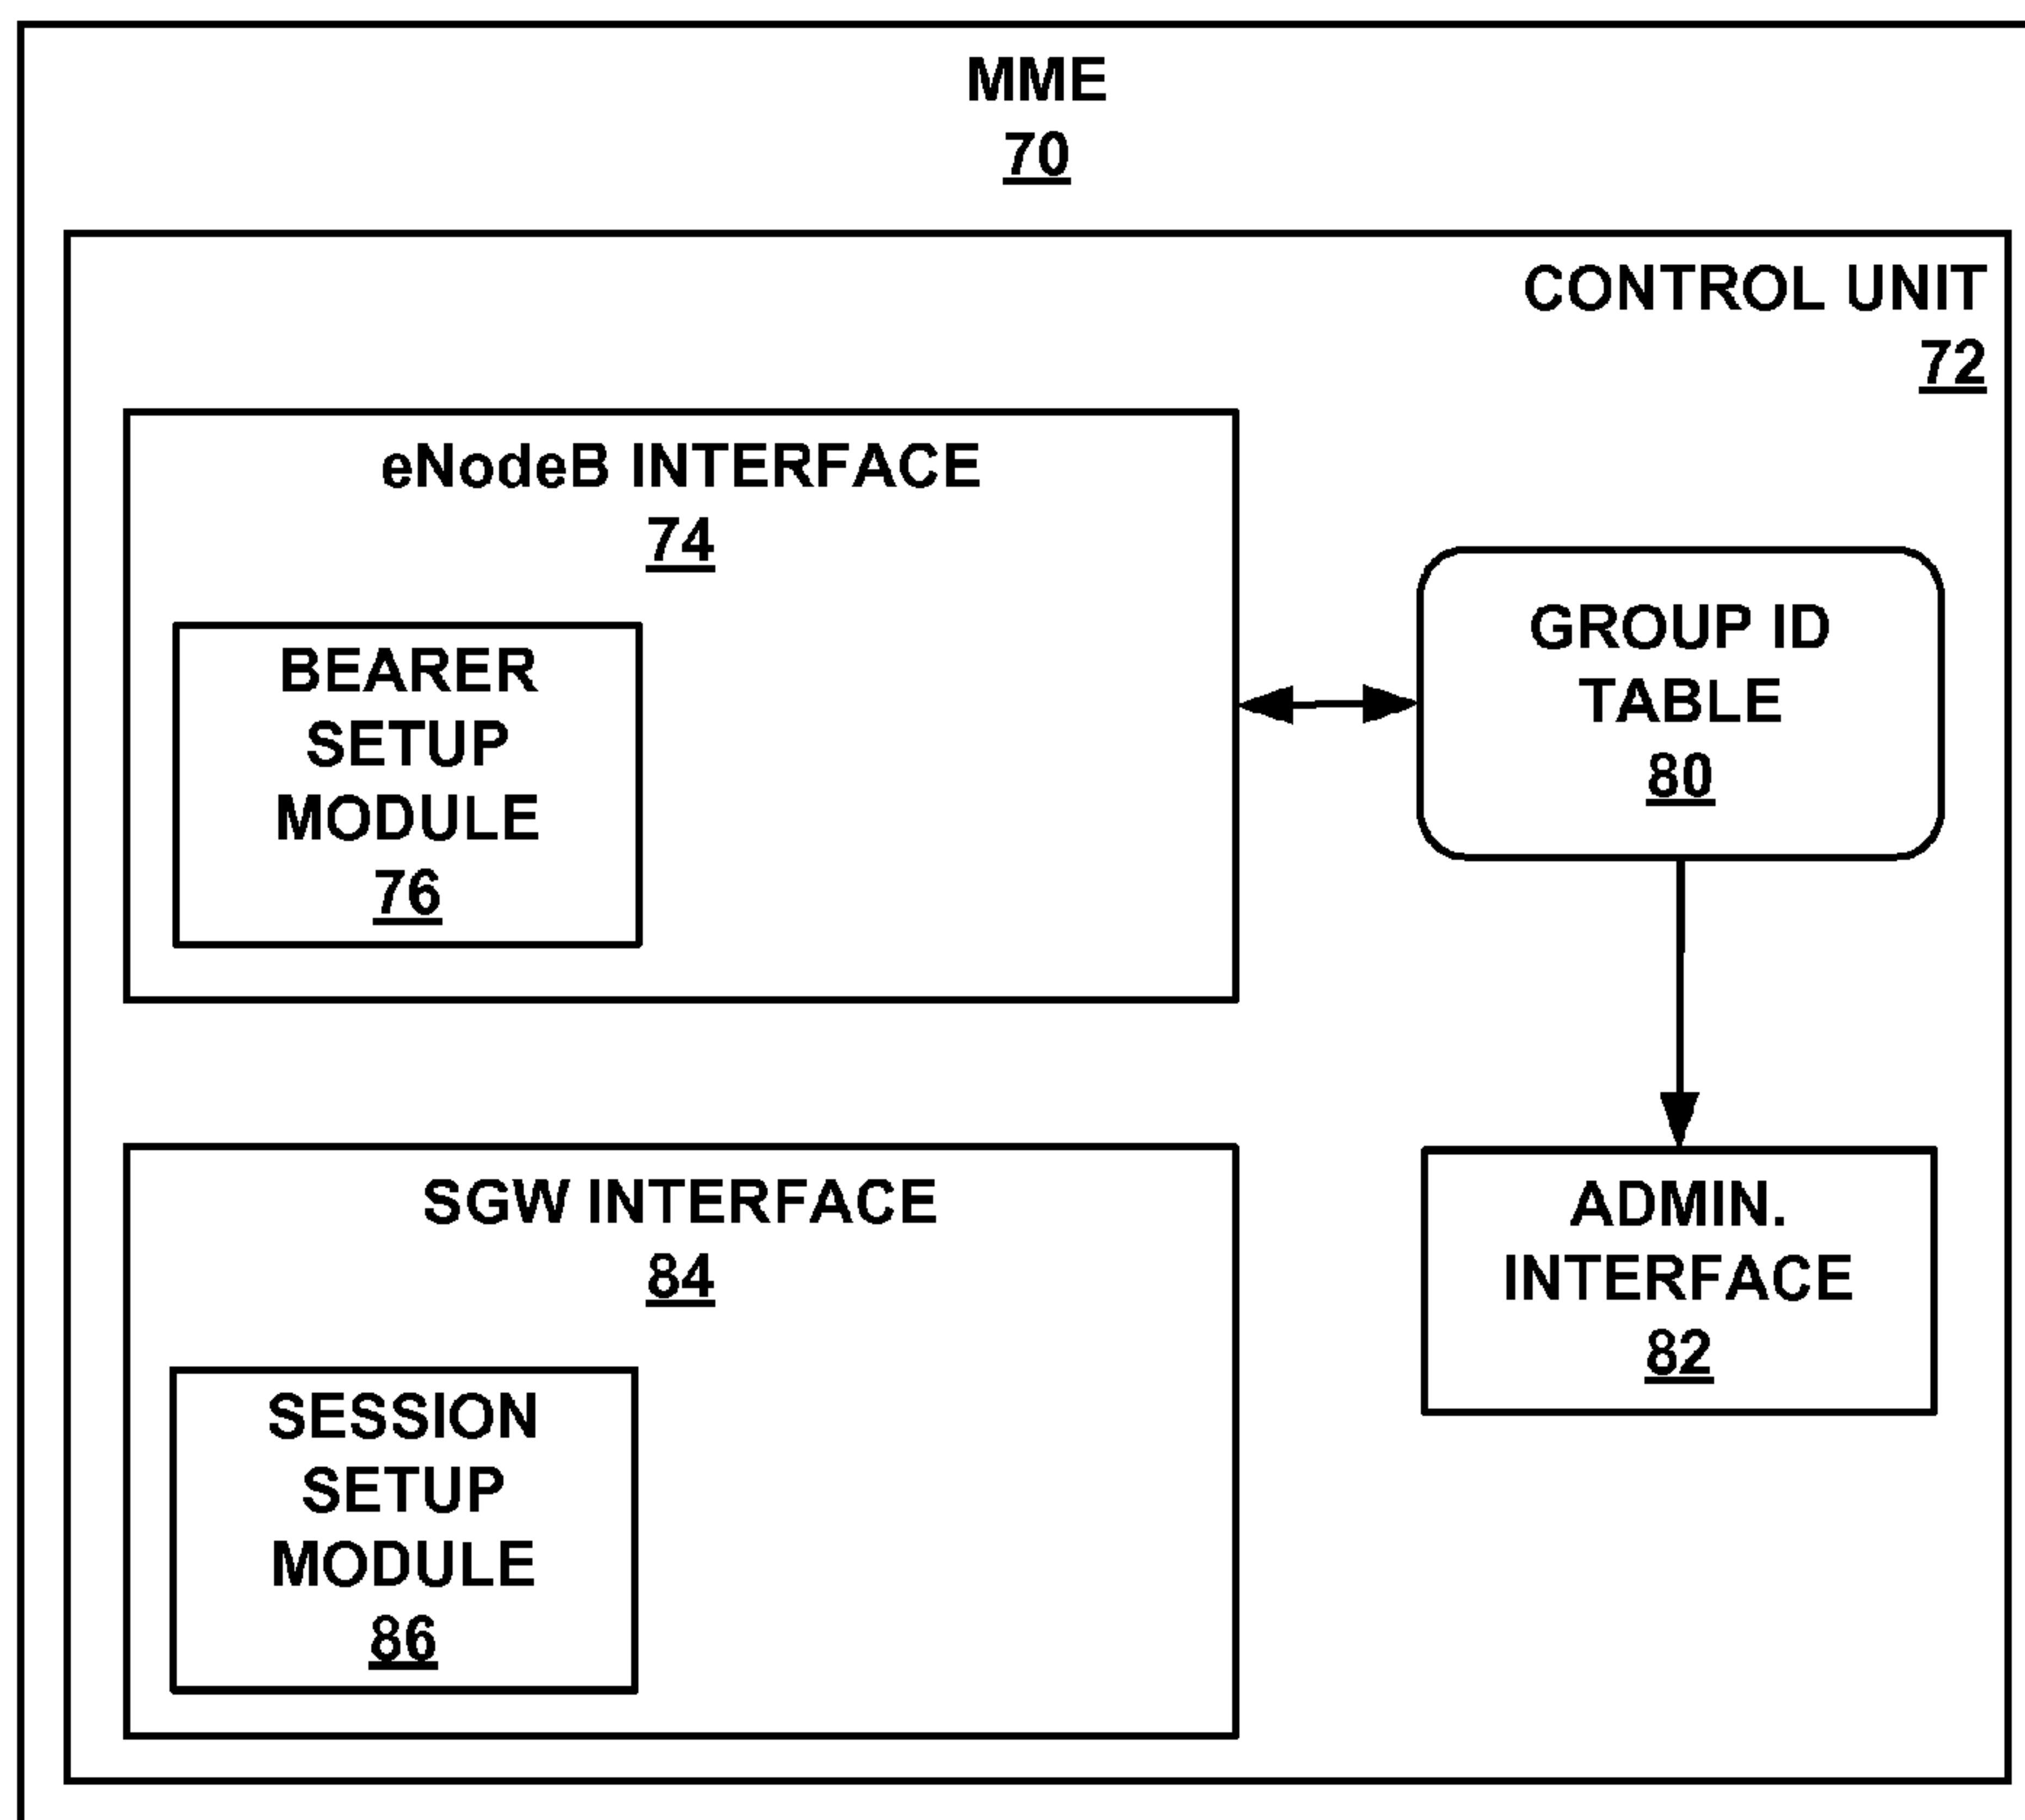 MME
70
CONTROL UNIT
72
eNodeB INTERFACE
74
BEARER
SETUP
MODULE
76
GROUP ID
TABLE
80
SGW INTERFACE
84
SESSION
SETUP
MODULE
86
ADMIN.
INTERFACE
82